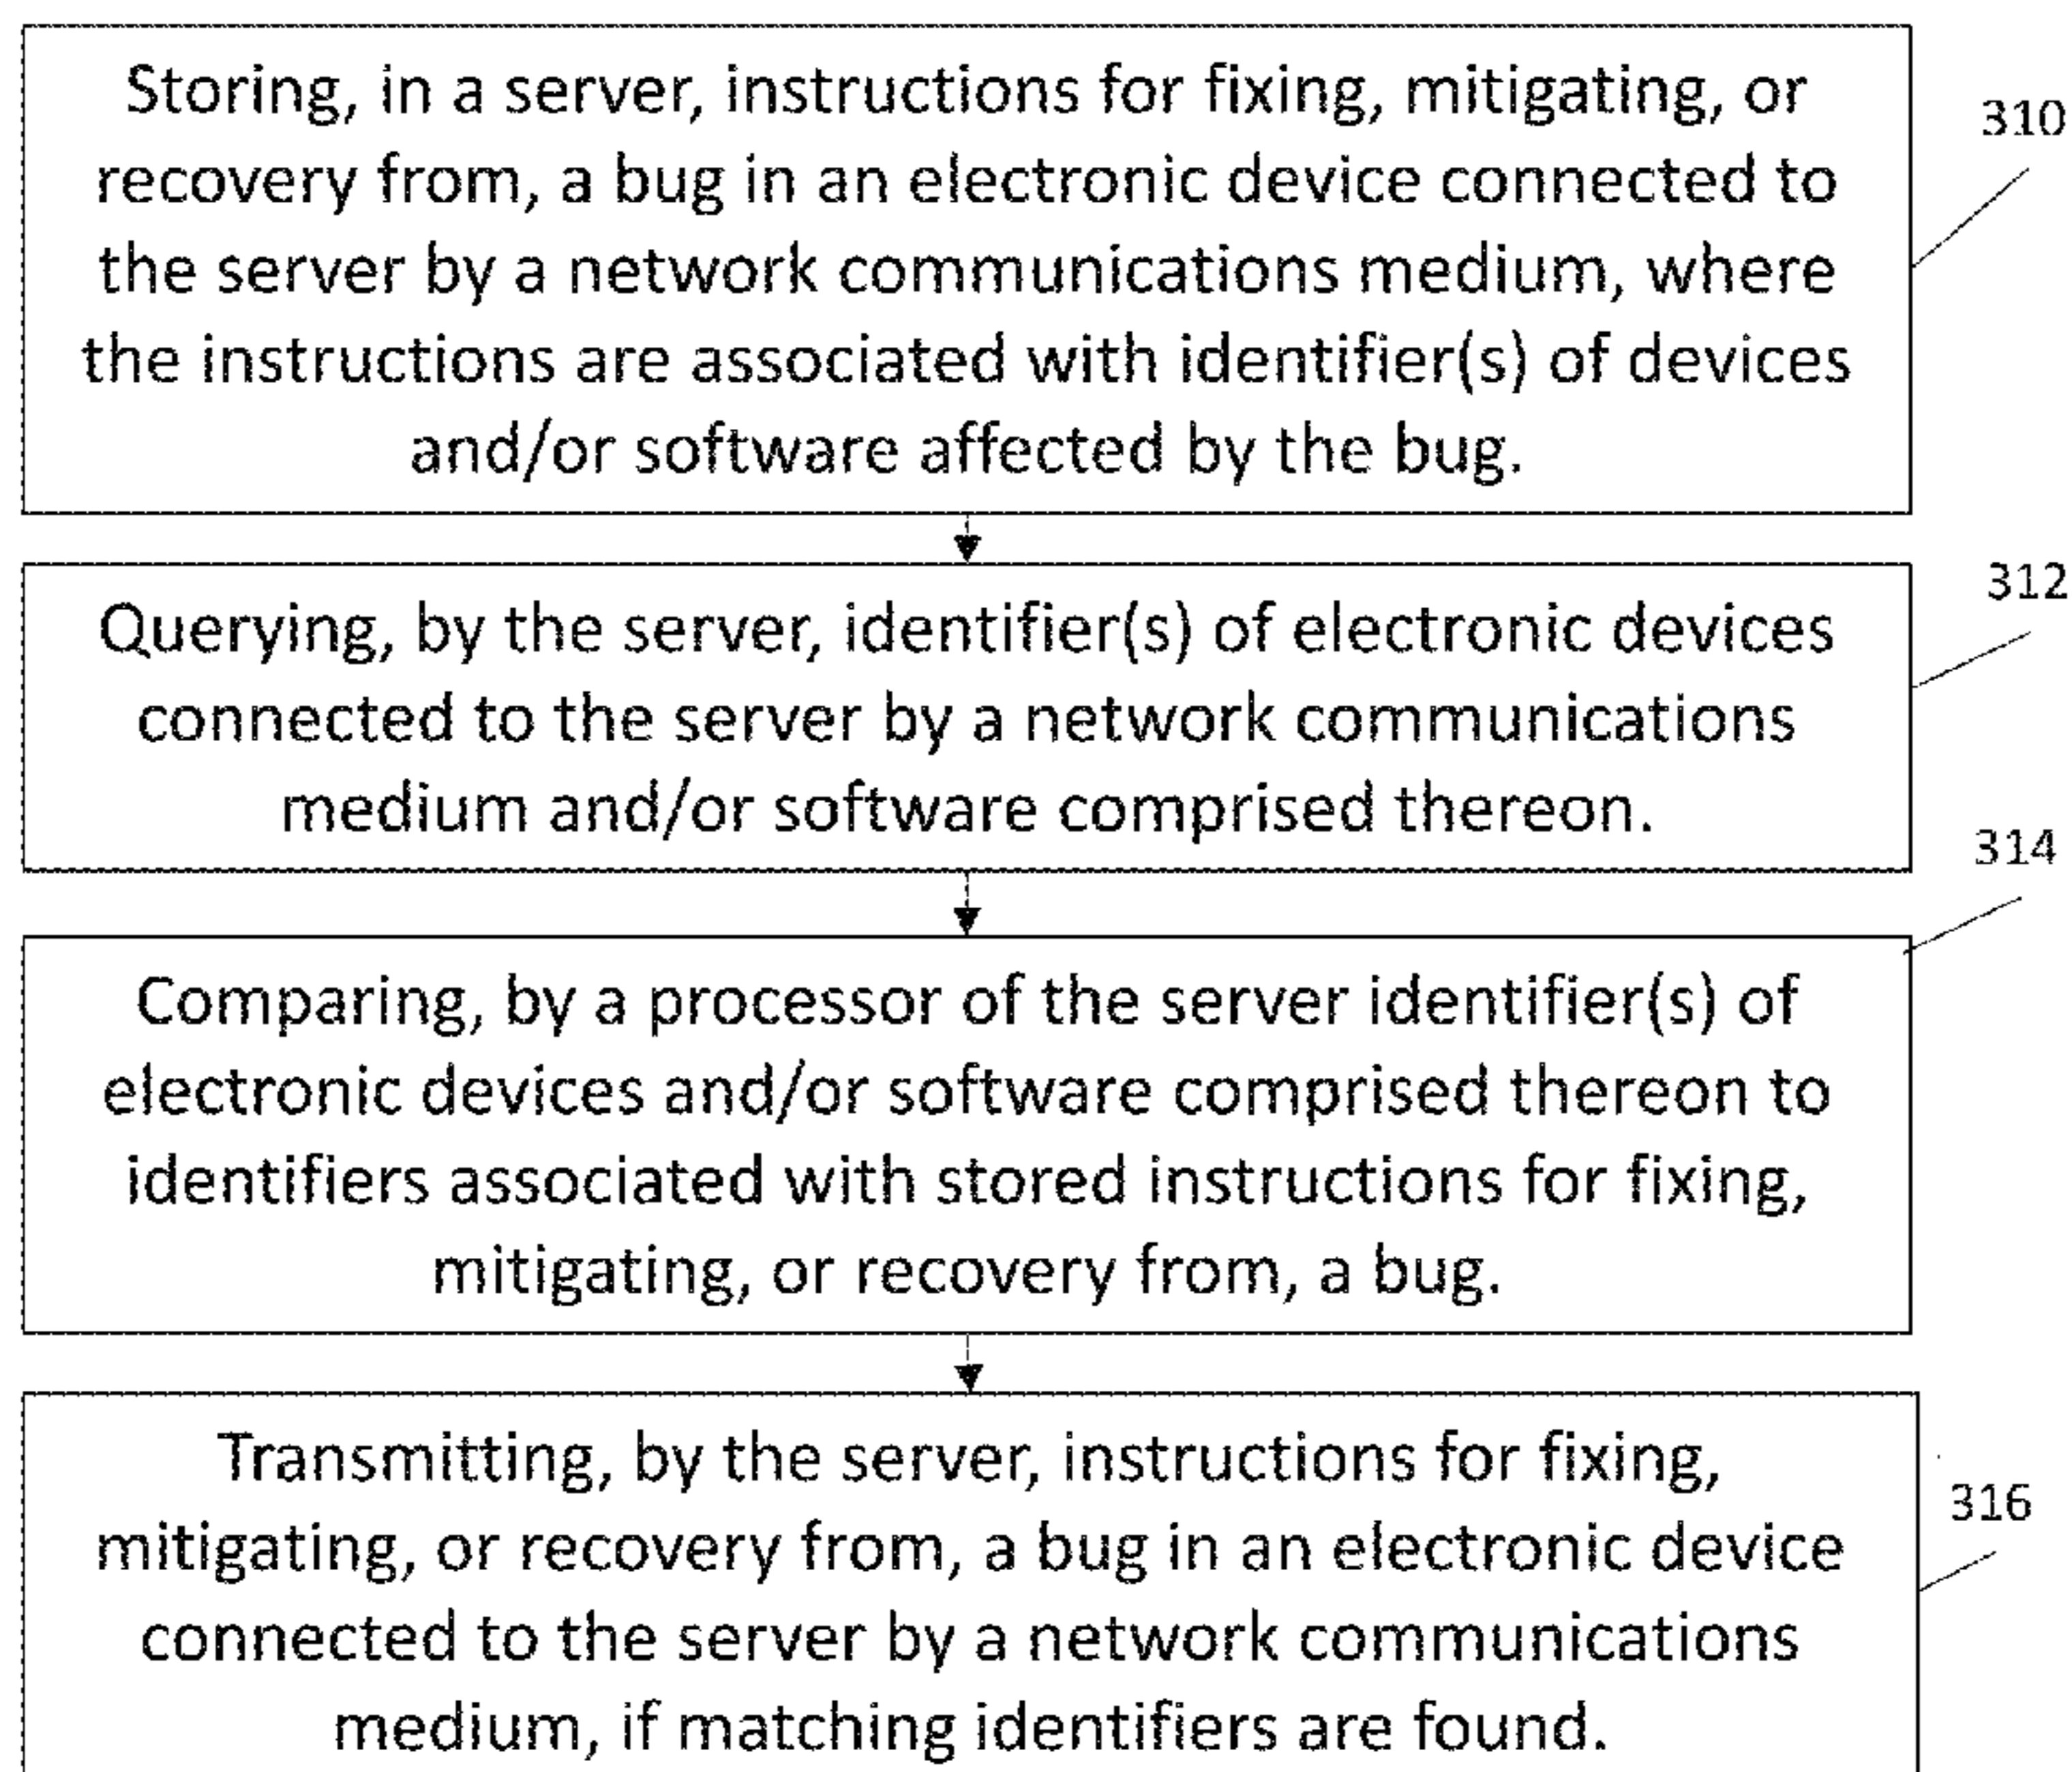 Storing, in a server, instructions for fixing, mitigating, or
recovery from, a bug in an electronic device connected to
the server by a network communications medium, where
the instructions are associated with identifier(s) of devices
and/or software affected by the bug.
310
Querying, by the server, identifier(s) of electronic devices
connected to the server by a network communications
medium and/or software comprised thereon.
312
Comparing, by a processor of the server identifier(s) of
electronic devices and/or software comprised thereon to
identifiers associated with stored instructions for fixing,
mitigating, or recovery from, a bug.
314
Transmitting, by the server, instructions for fixing,
mitigating, or recovery from, a bug in an electronic device
connected to the server by a network communications
medium, if matching identifiers are found.
316